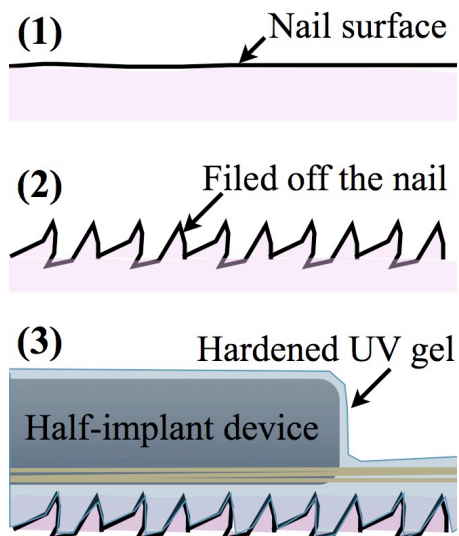 (1)
Nail surface
(2)
Filed off the nail
(3)
Hardened UV gel
Half-implant device